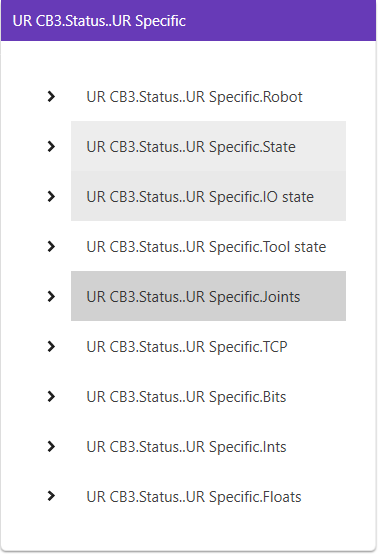 UR CB3.Status..UR Specific
UR CB3.Status..UR Specific.Robot
UR CB3.Status..UR Specific.State
UR CB3.Status..UR Specific.IO state
UR CB3.Status..UR Specific.Tool state
UR CB3.Status..UR Specific.Joints
UR CB3.Status..UR Specific.TCP
UR CB3.Status..UR Specific.Bits
UR CB3.Status..UR Specific.Ints
UR CB3.Status..UR Specific.Floats